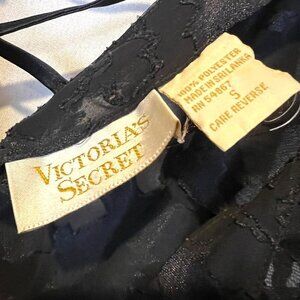 VICTORIA'S
SECRET
100% POLYESTER
MADE IN SRI LANKA
RN 54867
S
CARE REVERSE